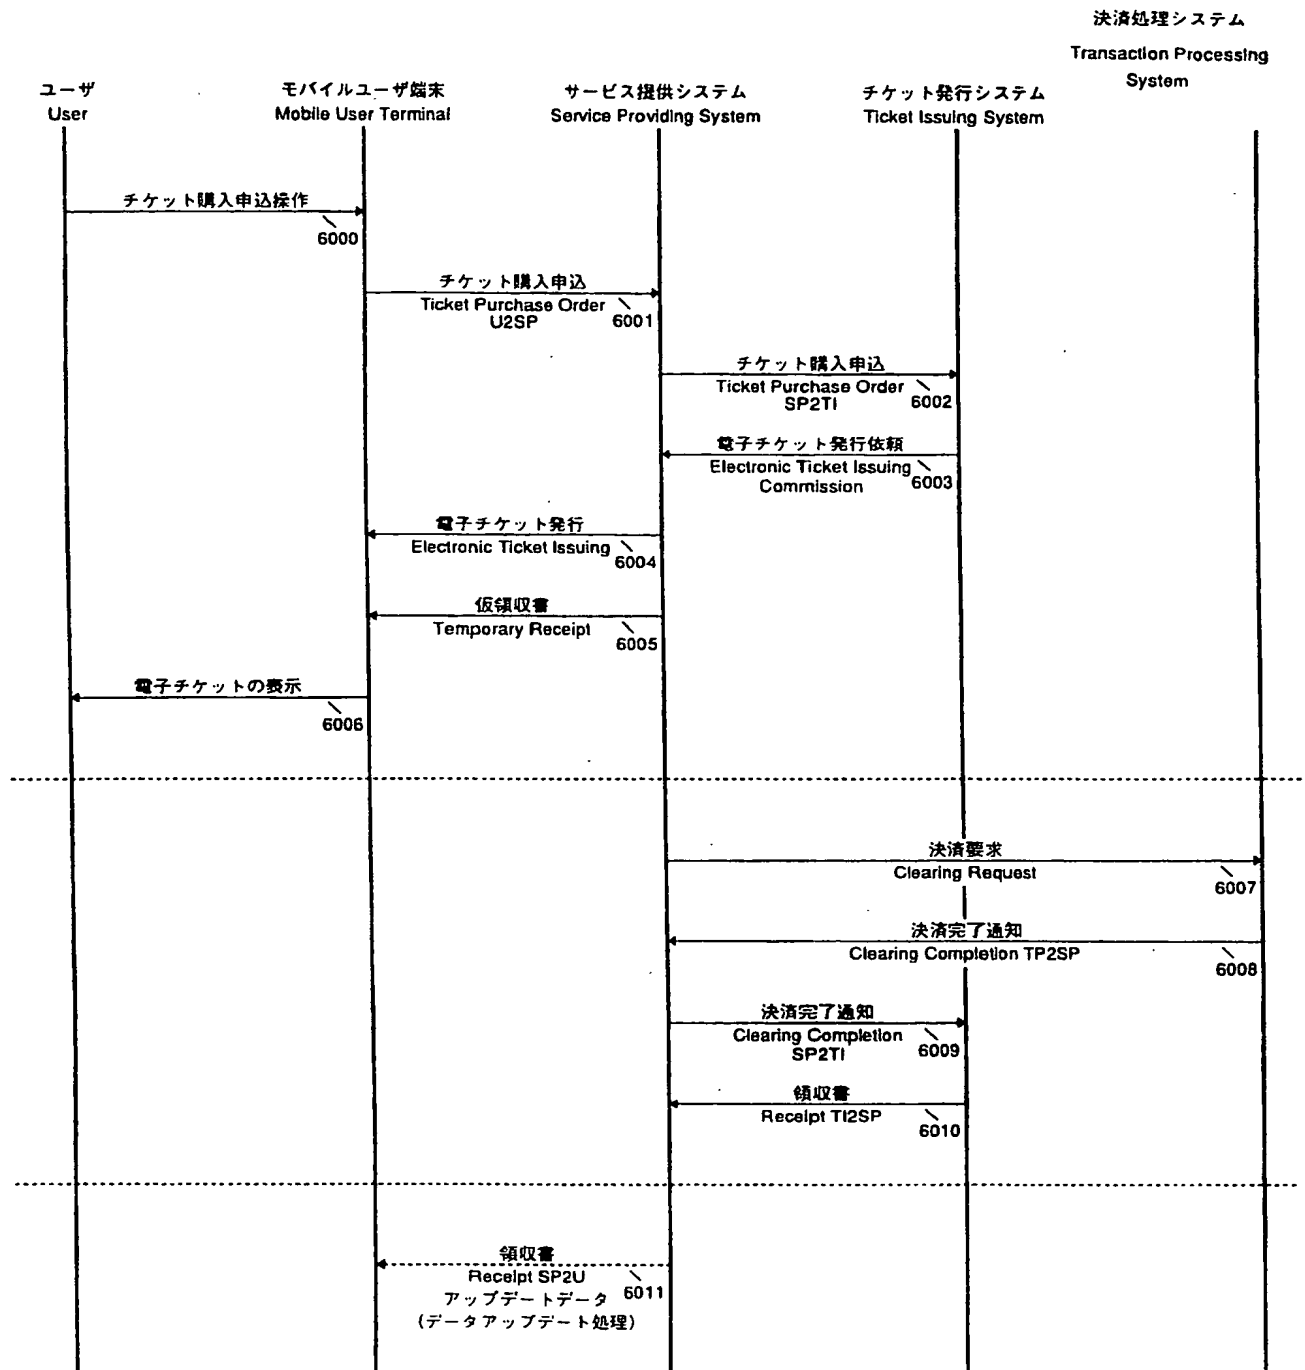 決済処理システム
Transaction Processing
System
ユーザ
User
モバイルユーザ端末
Mobile User Terminal
サービス提供システム
Service Providing System
チケット発行システム
Ticket Issuing System
チケット購入申込操作
6000
チケット購入申込
Ticket Purchase Order
U2SP
6001
チケット購入申込
Ticket Purchase Order
SP2TI
6002
電子チケット発行依頼
Electronic Ticket Issuing
Commission
6003
電子チケット発行
Electronic Ticket Issuing
6004
仮領収書
Temporary Receipt
6005
電子チケットの表示
6006
決済要求
Clearing Request
6007
決済完了通知
Clearing Completion TP2SP
6008
決済完了通知
Clearing Completion
SP2TI
6009
領収書
Receipt TI2SP
6010
領収書
Receipt SP2U
6011
アップデートデータ
(データアップデート処理)